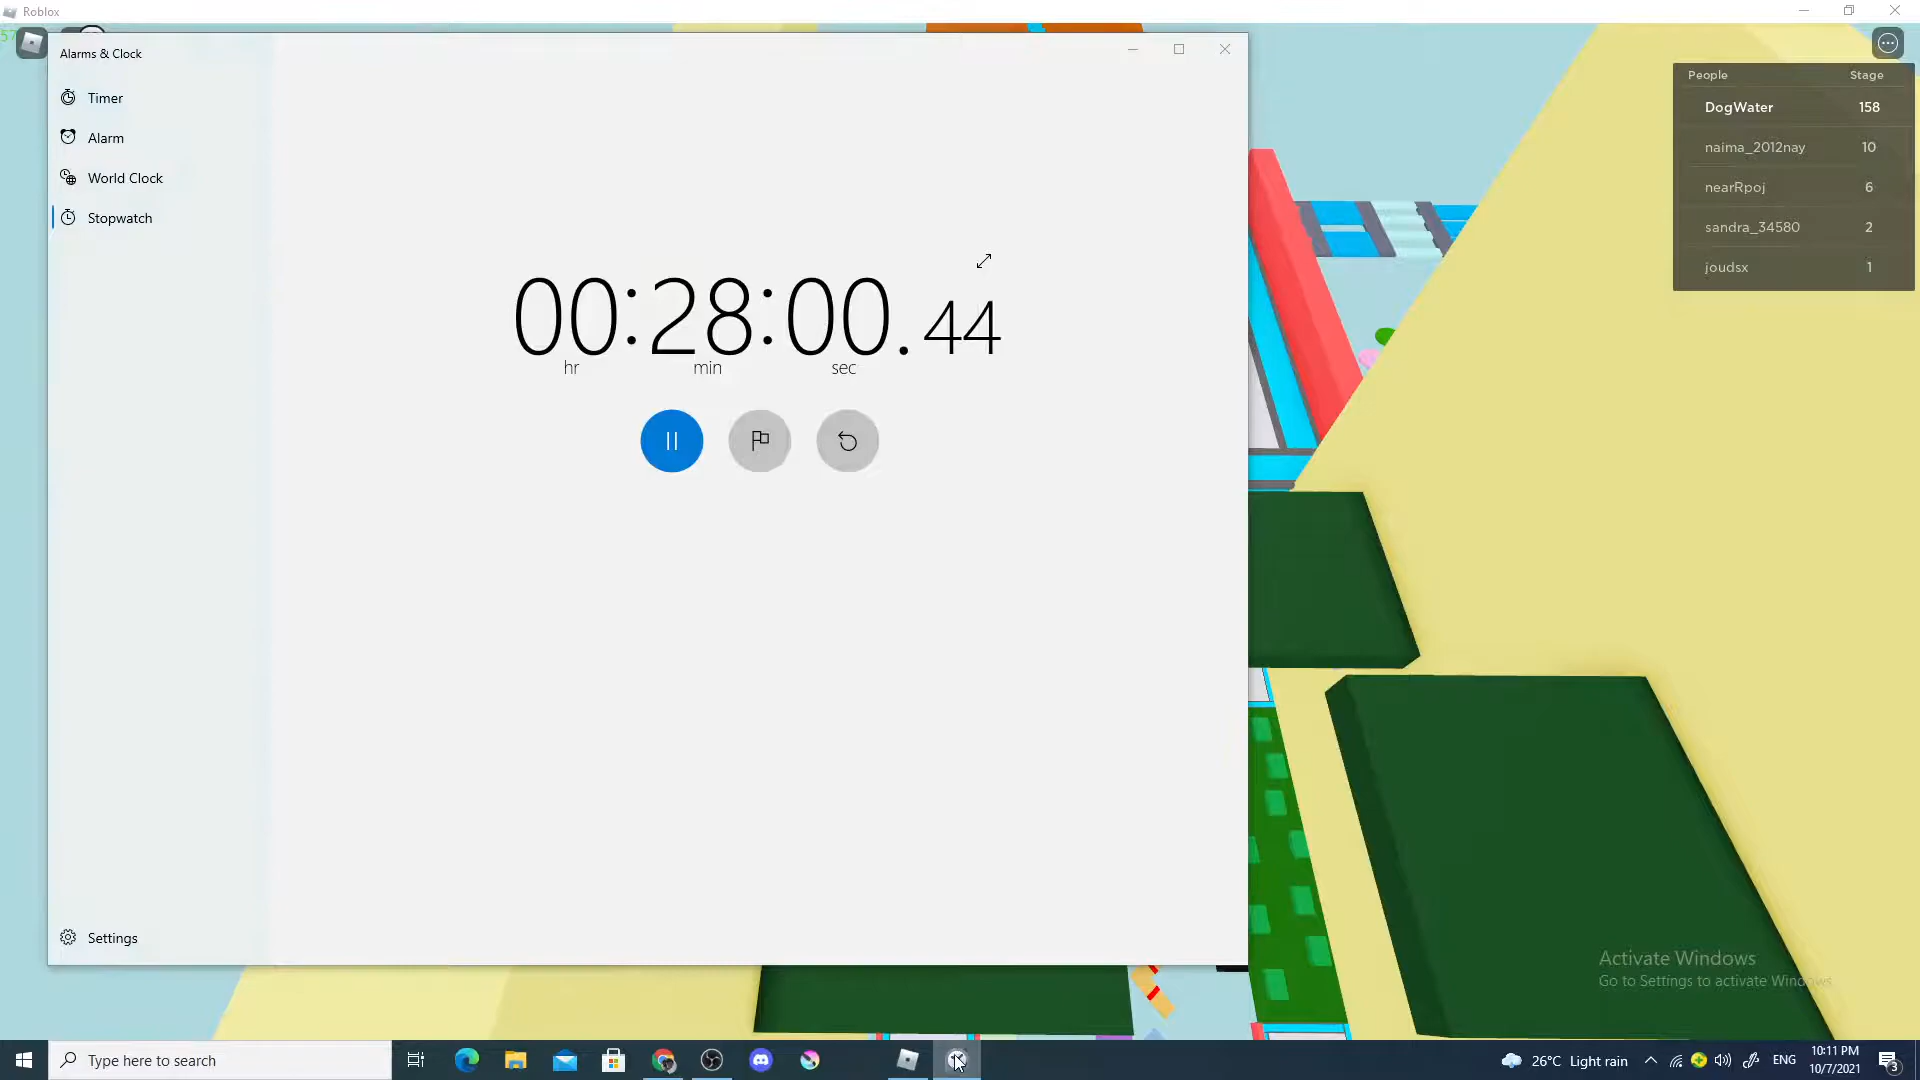 Roblox
57
Alarms & Clock
Timer
Alarm
World Clock
Stopwatch
00:28:00.44
hr min sec
Settings
People Stage
DogWater 158
naima_2012nay 10
nearRpoj 6
sandra_34580 2
joudsx 1
Activate Windows
Go to Settings to activate Windows
Type here to search
26°C Light rain
ENG
10:11 PM
10/7/2021
3